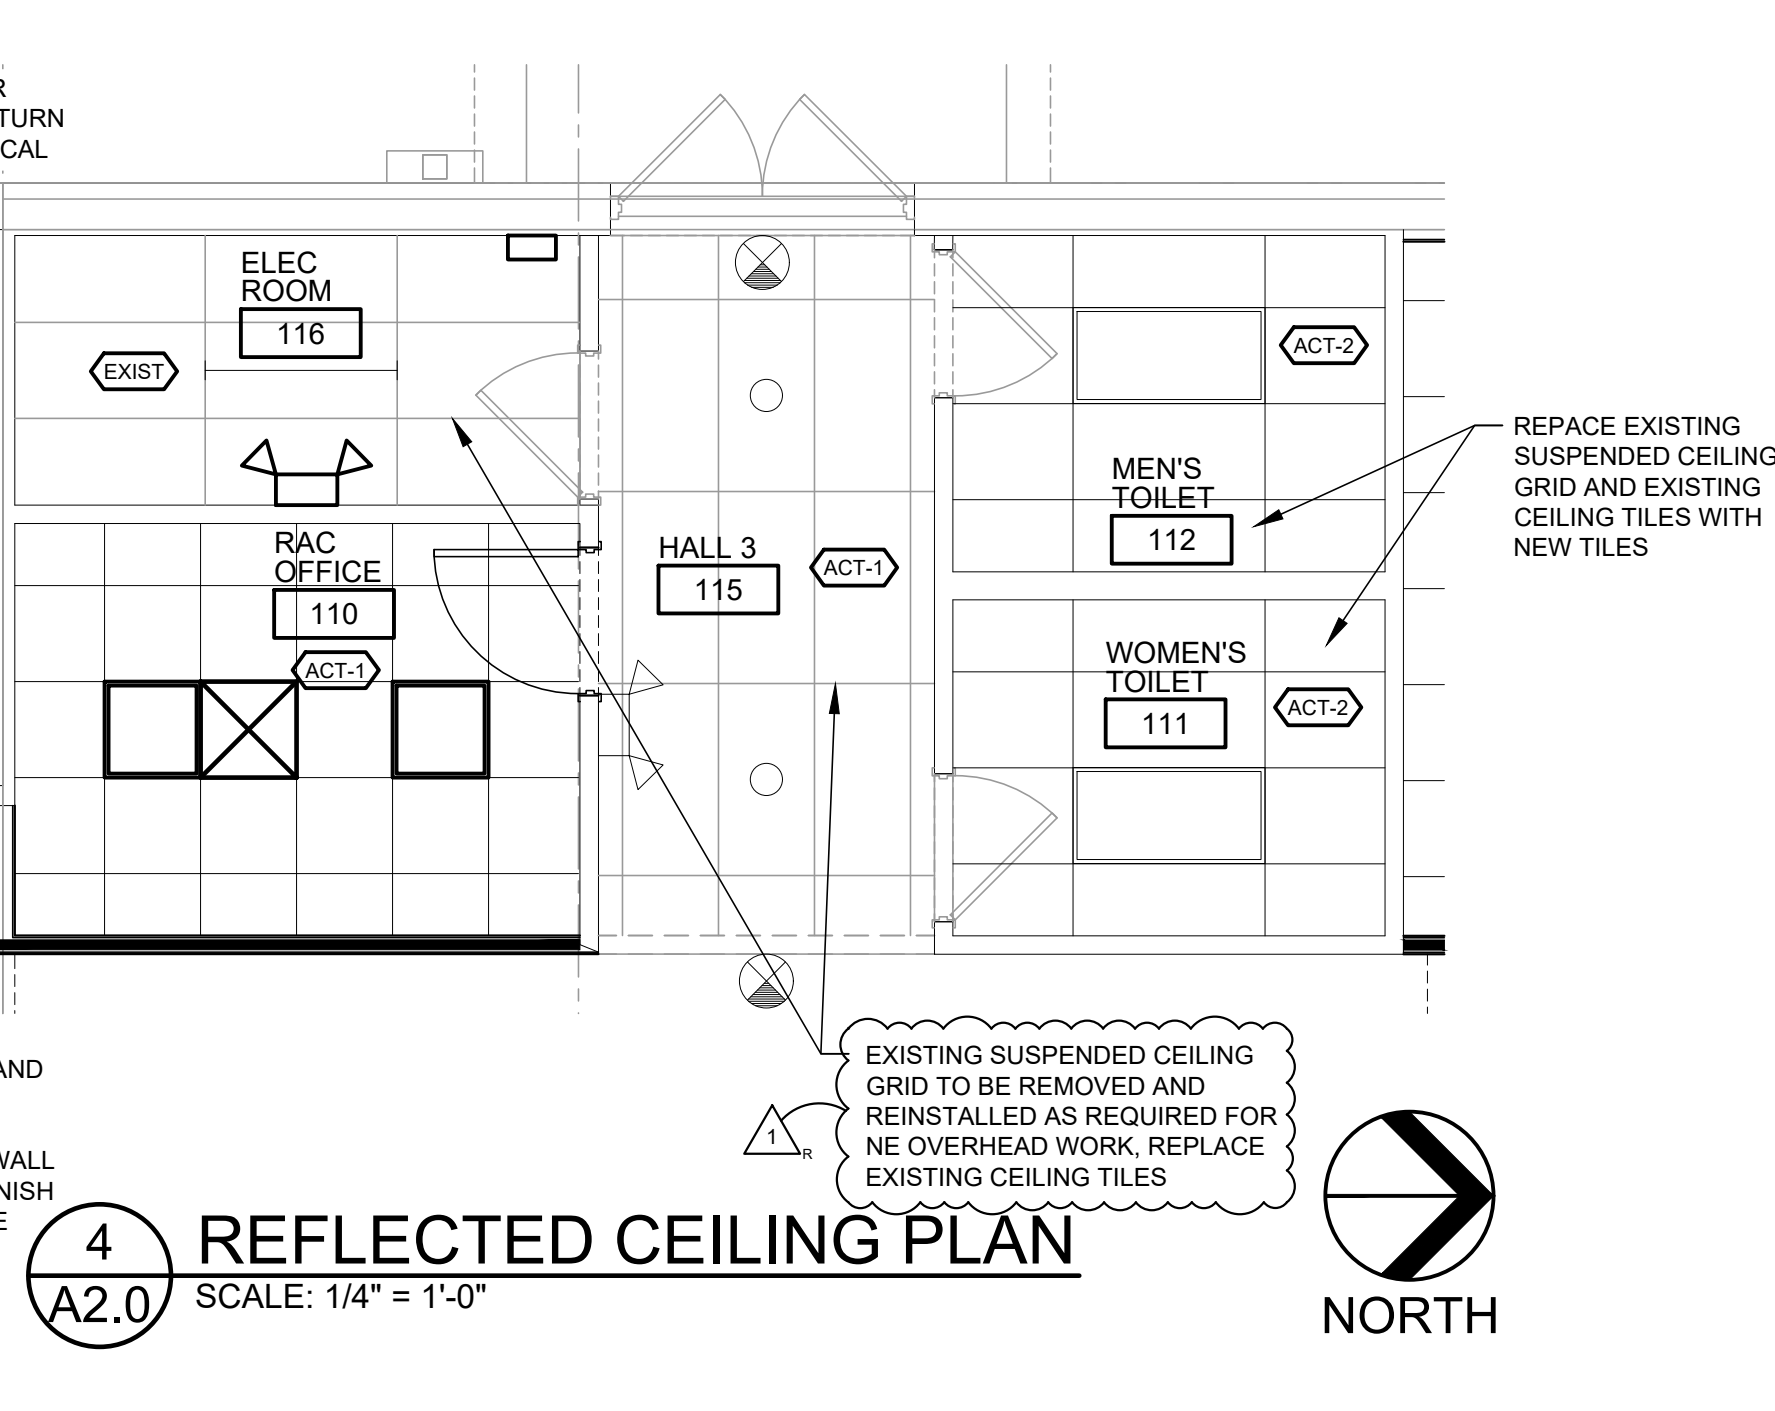 R
TURN
CAL
ELEC
ROOM
116
EXIST
ACT-2
REPACE EXISTING
SUSPENDED CEILING
GRID AND EXISTING
CEILING TILES WITH
NEW TILES
MEN'S
TOILET
112
RAC
OFFICE
110
ACT-1
HALL 3
115
ACT-1
WOMEN'S
TOILET
111
ACT-2
EXISTING SUSPENDED CEILING
GRID TO BE REMOVED AND
REINSTALLED AS REQUIRED FOR
NE OVERHEAD WORK, REPLACE
EXISTING CEILING TILES
1
R
AND
WALL
NISH
E
4
A2.0
REFLECTED CEILING PLAN
SCALE: 1/4" = 1'-0"
NORTH